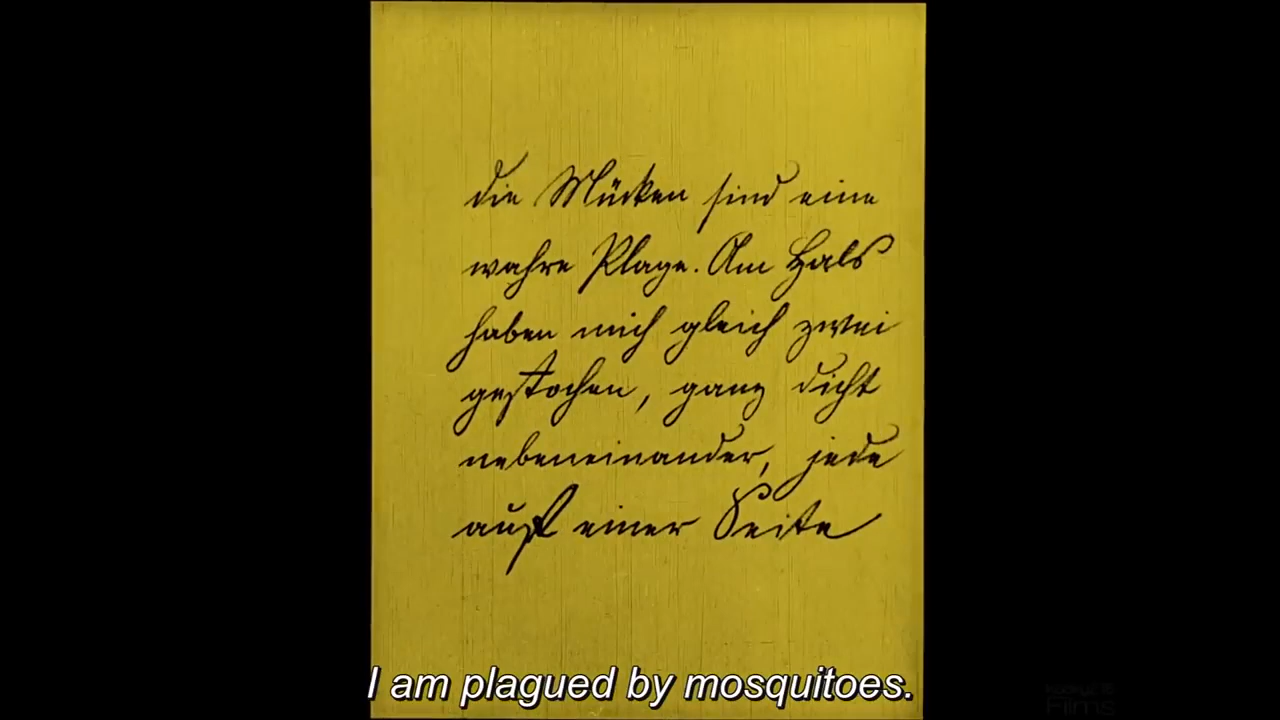 die Mücken sind eine
wahre Plage. Am Hals
haben mich gleich zwei
gestochen, ganz dicht
nebeneinander, jede
auf einer Seite
I am plagued by mosquitoes.
Films